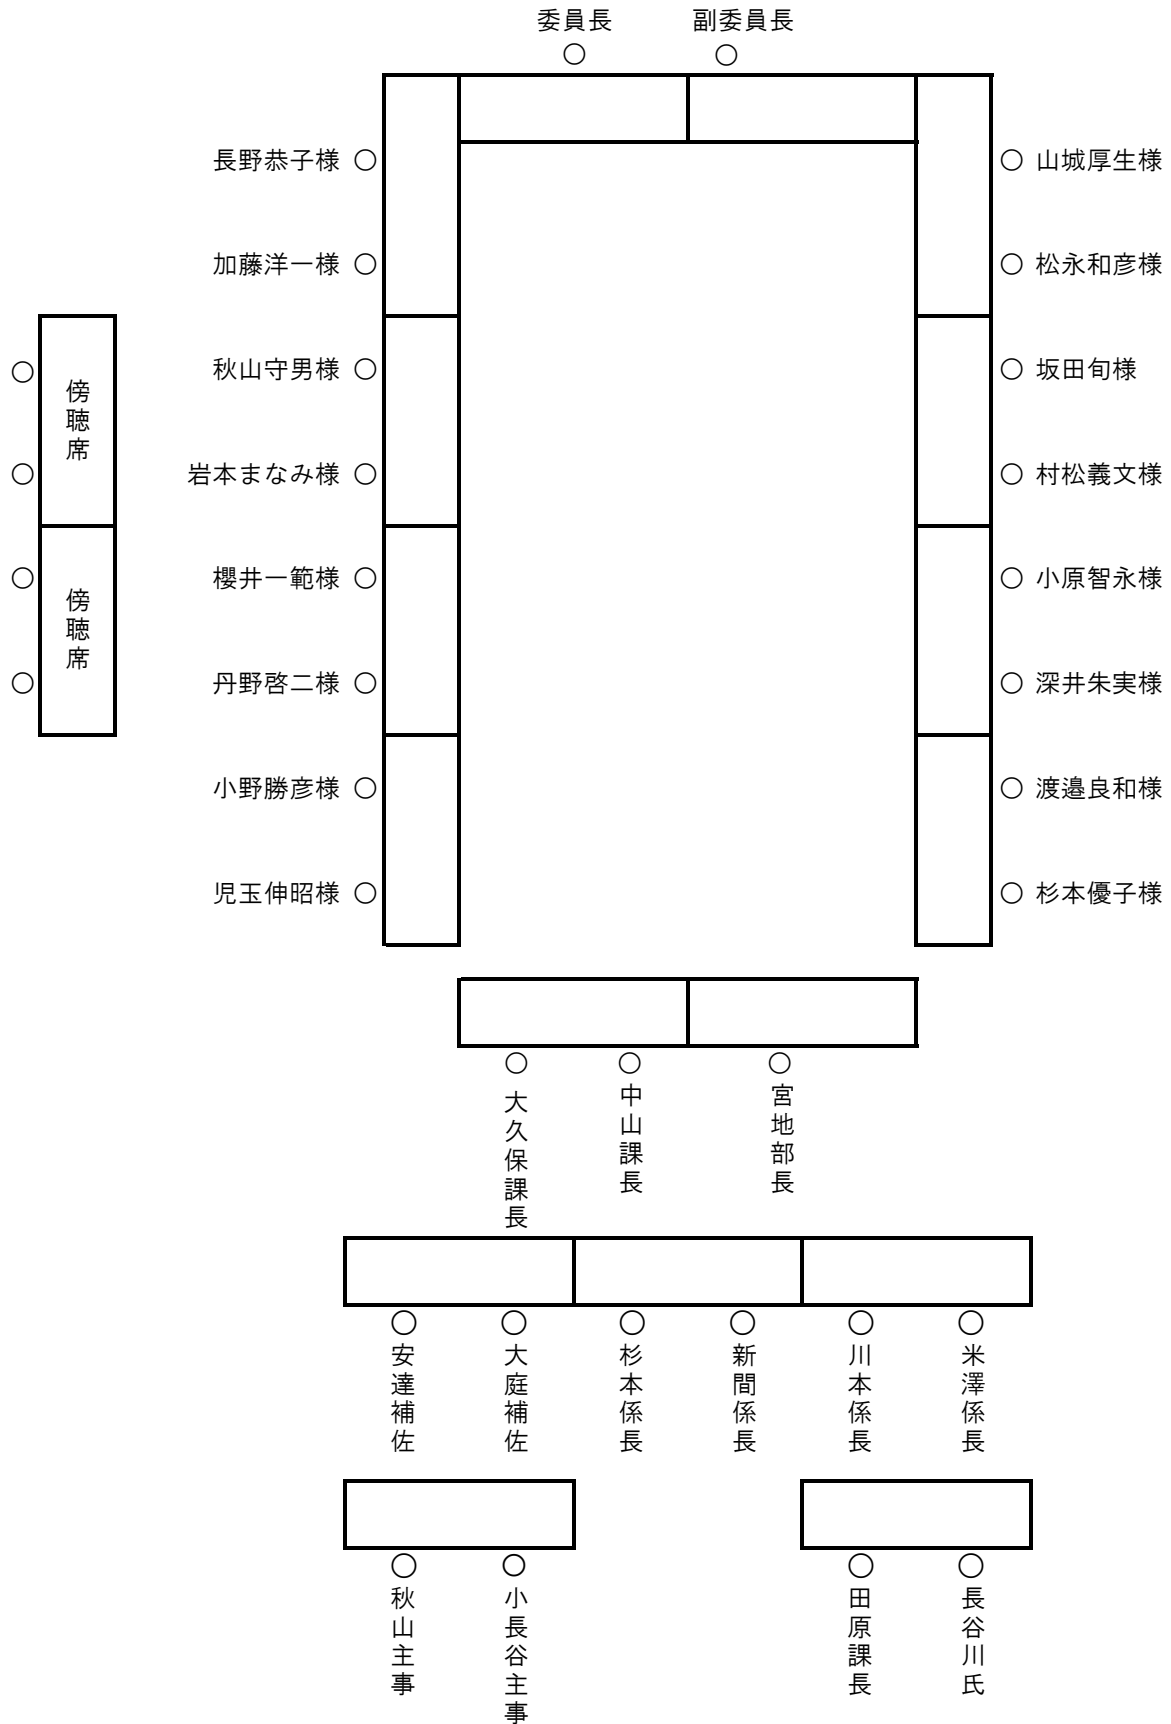 委員長 副委員長
長野恭子様 ○ ○ 山城厚生様
加藤洋一様 ○ ○ 松永和彦様
秋山守男様 ○ ○ 坂田旬様
岩本まなみ様 ○ ○ 村松義文様
櫻井一範様 ○ ○ 小原智永様
丹野啓二様 ○ ○ 深井朱実様
小野勝彦様 ○ ○ 渡邉良和様
児玉伸昭様 ○ ○ 杉本優子様
傍聴席
傍聴席
大久保課長
中山課長
宮地部長
安達補佐
大庭補佐
杉本係長
新間係長
川本係長
米澤係長
秋山主事
小長谷主事
田原課長
長谷川氏